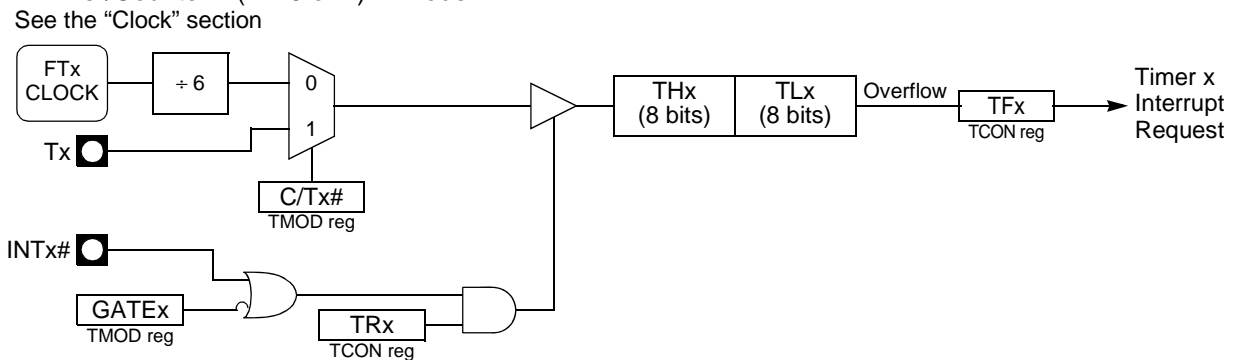 See the “Clock” section
FTx
CLOCK
÷ 6
0
1
Tx
C/Tx#
TMOD reg
THx
(8 bits)
TLx
(8 bits)
Overflow
TFx
TCON reg
Timer x
Interrupt
Request
INTx#
GATEx
TMOD reg
TRx
TCON reg